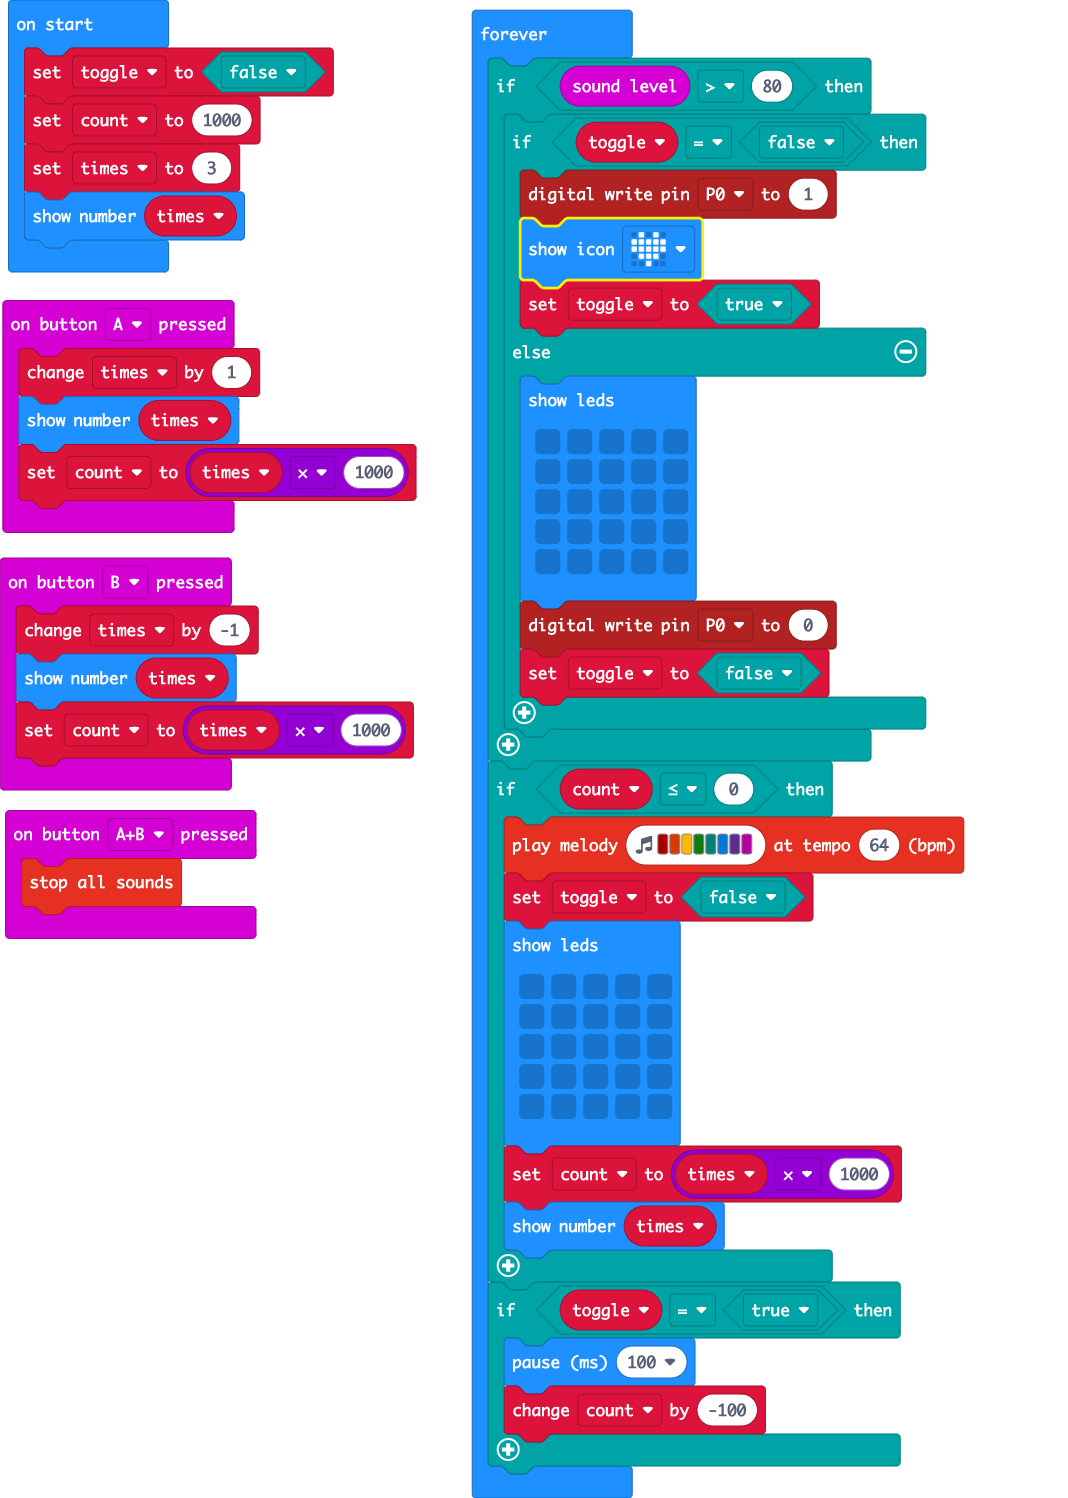 on start
set toggle to false
set count to 1000
set times to 3
show number times
on button A pressed
change times by 1
show number times
set count to times × 1000
on button B pressed
change times by -1
show number times
set count to times × 1000
on button A+B pressed
stop all sounds
forever
if sound level > 80 then
if toggle = false then
digital write pin P0 to 1
show icon
set toggle to true
else
show leds
digital write pin P0 to 0
set toggle to false
if count ≤ 0 then
play melody at tempo 64 (bpm)
set toggle to false
show leds
set count to times × 1000
show number times
if toggle = true then
pause (ms) 100
change count by -100